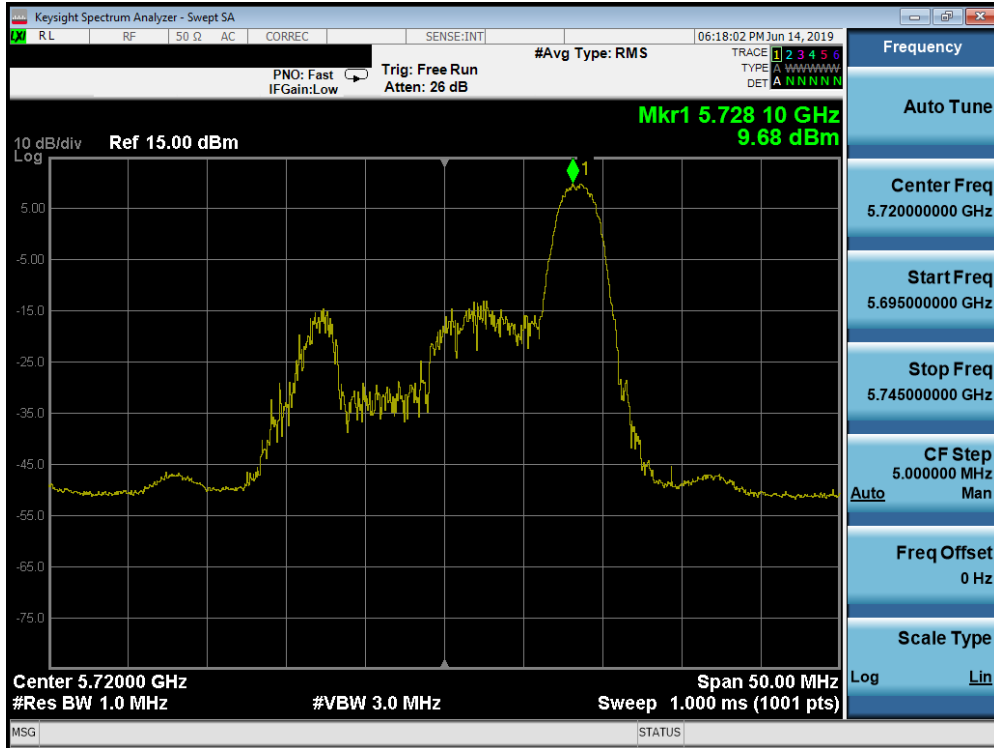 Keysight Spectrum Analyzer - Swept SA
LXI RL RF 50 Ω AC CORREC SENSE:INT 06:18:02 PM Jun 14, 2019
#Avg Type: RMS
TRACE 1 2 3 4 5 6
TYPE A WWWWW
DET A N N N N N
PNO: Fast
IFGain:Low
Trig: Free Run
Atten: 26 dB
Mkr1 5.728 10 GHz
9.68 dBm
10 dB/div Ref 15.00 dBm
Log
1
5.00
-5.00
-15.0
-25.0
-35.0
-45.0
-55.0
-65.0
-75.0
Center 5.72000 GHz Span 50.00 MHz
#Res BW 1.0 MHz #VBW 3.0 MHz Sweep 1.000 ms (1001 pts)
MSG STATUS
Frequency
Auto Tune
Center Freq
5.720000000 GHz
Start Freq
5.695000000 GHz
Stop Freq
5.745000000 GHz
CF Step
5.000000 MHz
Auto Man
Freq Offset
0 Hz
Scale Type
Log Lin